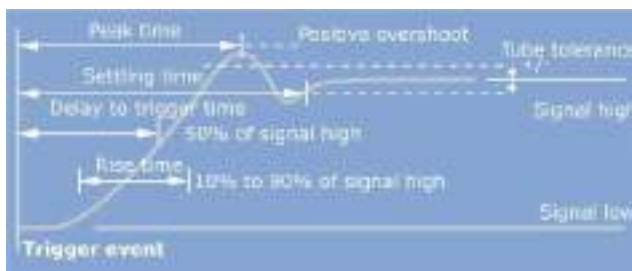 Peak time
Positive overshoot
Tube tolerance
+/-
Settling time
Delay to trigger time
Signal high
50% of signal high
Rise time
10% to 90% of signal high
Signal low
Trigger event